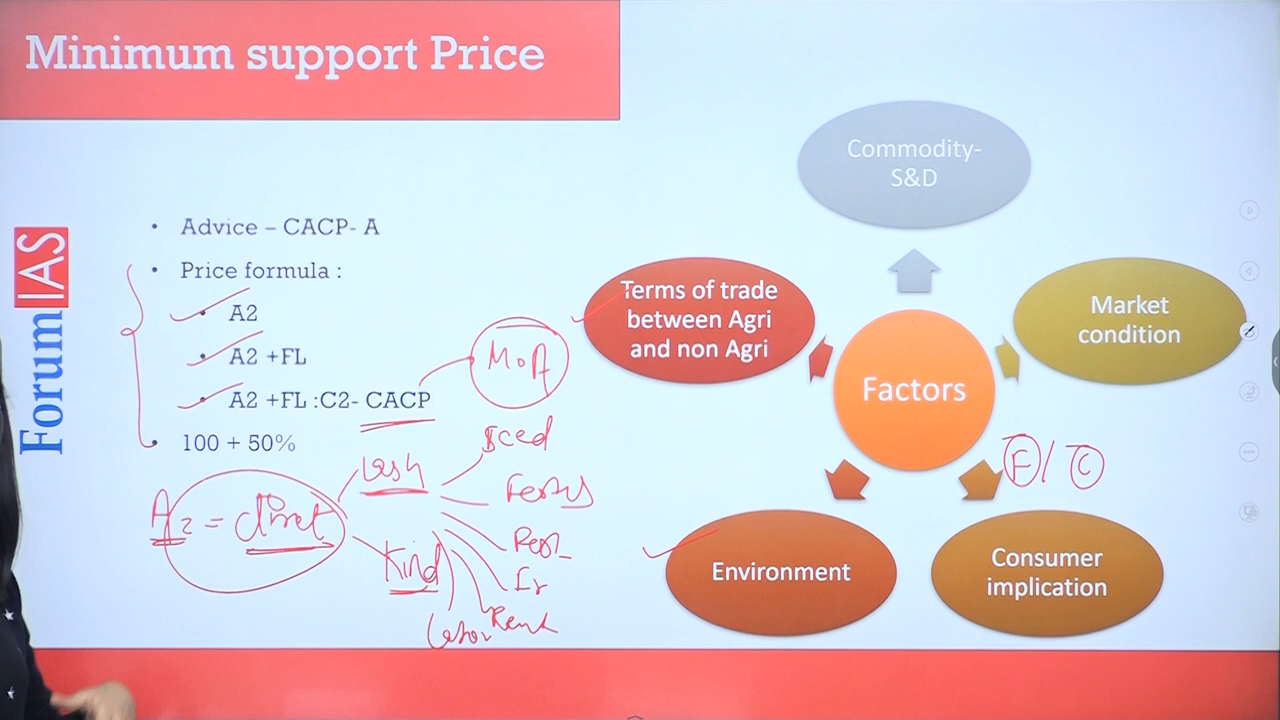 Minimum support Price
ForumIAS
• Advice – CACP- A
• Price formula :
• A2
• A2 +FL
• A2 +FL :C2- CACP
• 100 + 50%
MoA
A2 = direct
Cash
Kind
Seed
Rent
Labor
Commodity-
S&D
Terms of trade
between Agri
and non Agri
Market
condition
Factors
F / C
Environment
Consumer
implication